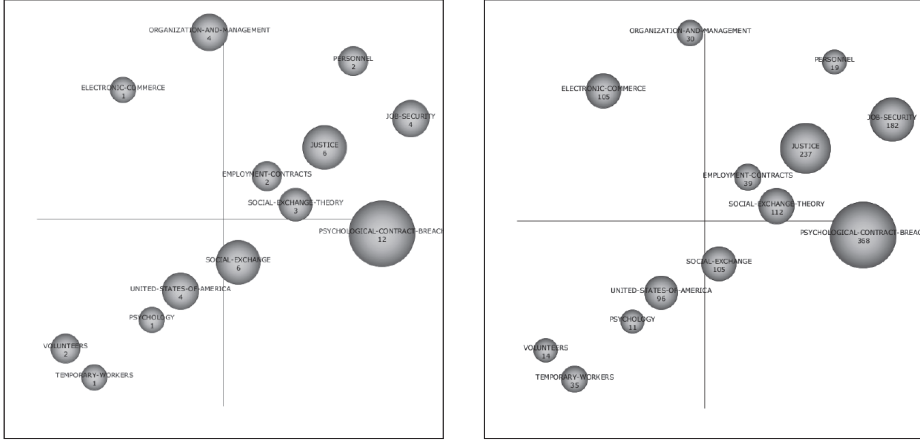 ORGANIZATION-AND-MANAGEMENT
4
PERSONNEL
2
ELECTRONIC-COMMERCE
1
JOB-SECURITY
4
JUSTICE
6
EMPLOYMENT-CONTRACTS
2
SOCIAL-EXCHANGE-THEORY
3
PSYCHOLOGICAL-CONTRACT-BREACH
12
SOCIAL-EXCHANGE
6
UNITED-STATES-OF-AMERICA
4
PSYCHOLOGY
1
VOLUNTEERS
2
TEMPORARY-WORKERS
1
ORGANIZATION-AND-MANAGEMENT
30
PERSONNEL
19
ELECTRONIC-COMMERCE
105
JOB-SECURITY
182
JUSTICE
237
EMPLOYMENT-CONTRACTS
39
SOCIAL-EXCHANGE-THEORY
112
PSYCHOLOGICAL-CONTRACT-BREAC
368
SOCIAL-EXCHANGE
105
UNITED-STATES-OF-AMERICA
96
PSYCHOLOGY
11
VOLUNTEERS
14
TEMPORARY-WORKERS
35